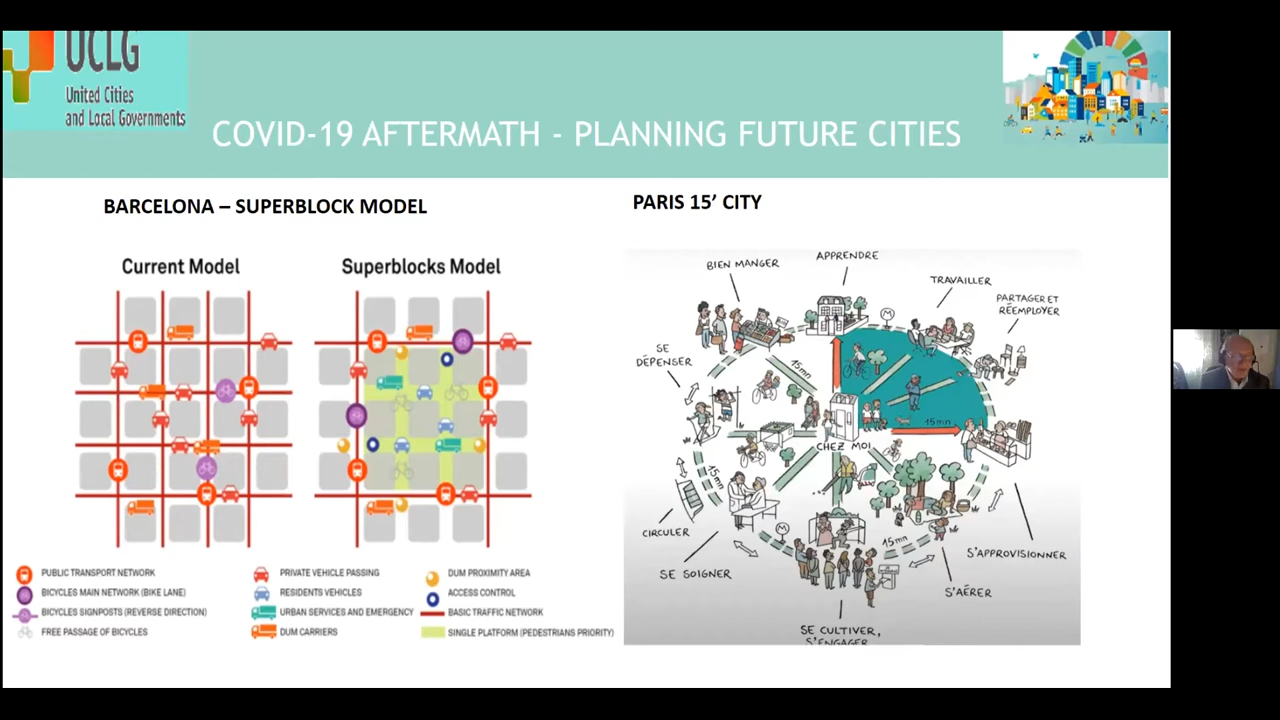 UCLG
United Cities
and Local Governments
COVID-19 AFTERMATH - PLANNING FUTURE CITIES
BARCELONA – SUPERBLOCK MODEL
Current Model
Superblocks Model
PUBLIC TRANSPORT NETWORK
BICYCLES MAIN NETWORK (BIKE LANE)
BICYCLES SIGNPOSTS (REVERSE DIRECTION)
FREE PASSAGE OF BICYCLES
PRIVATE VEHICLE PASSING
RESIDENTS VEHICLES
URBAN SERVICES AND EMERGENCY
DUM CARRIERS
DUM PROXIMITY AREA
ACCESS CONTROL
BASIC TRAFFIC NETWORK
SINGLE PLATFORM (PEDESTRIANS PRIORITY)
PARIS 15’ CITY
BIEN MANGER
APPRENDRE
TRAVAILLER
PARTAGER ET
RÉEMPLOYER
SE
DÉPENSER
M
15mn
15mn
CHEZ MOI
15mn
CIRCULER
M
15mn
SE SOIGNER
S'APPROVISIONNER
S'AÉRER
SE CULTIVER,
S'ENGAGER